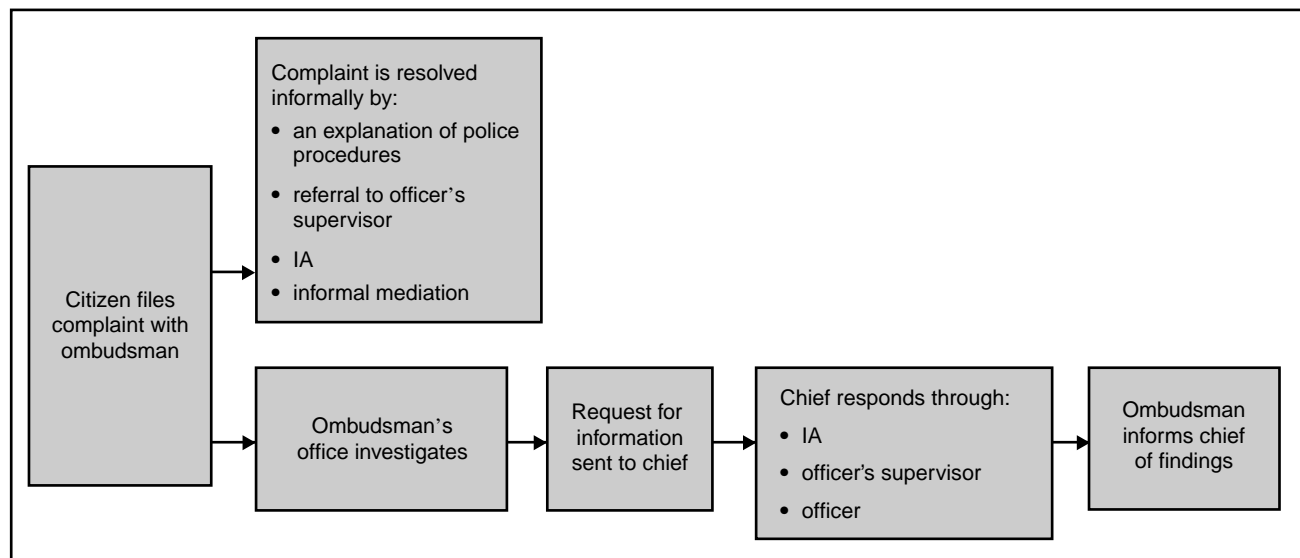 Complaint is resolved
informally by:
• an explanation of police
procedures
• referral to officer’s
supervisor
• IA
• informal mediation
Citizen files
complaint with
ombudsman
Ombudsman’s
office investigates
Request for
information
sent to chief
Chief responds through:
• IA
• officer’s supervisor
• officer
Ombudsman
informs chief
of findings